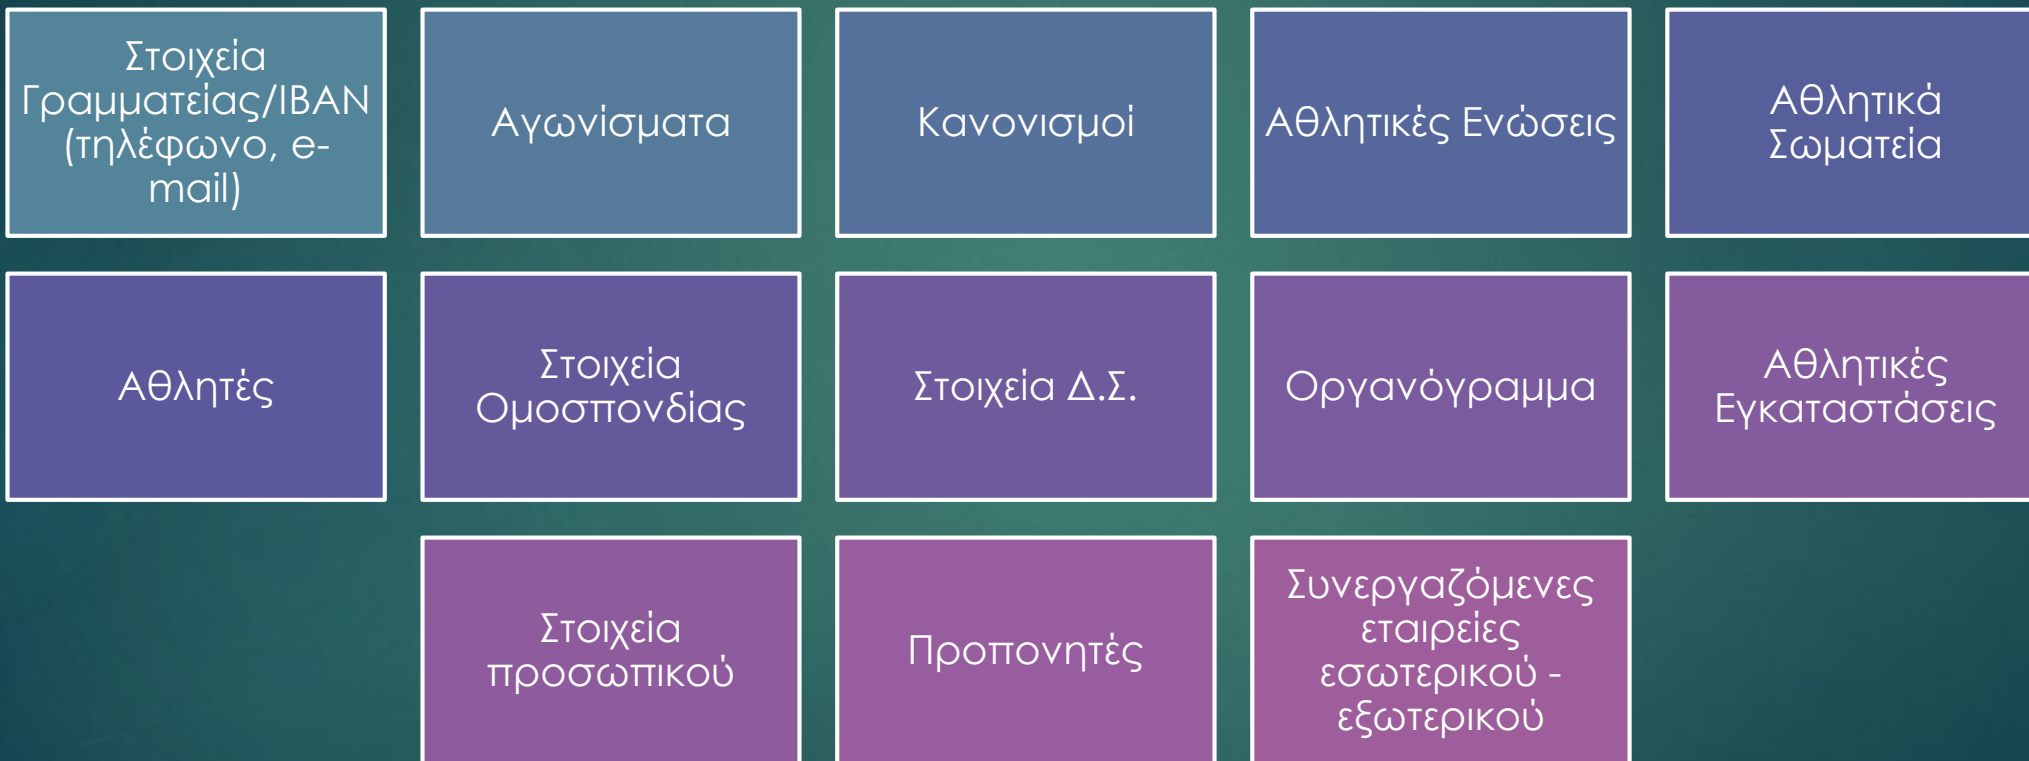 Στοιχεία
Γραμματείας/IBAN
(τηλέφωνο, e-
mail)
Αγωνίσματα
Κανονισμοί
Αθλητικές Ενώσεις
Αθλητικά
Σωματεία
Αθλητές
Στοιχεία
Ομοσπονδίας
Στοιχεία Δ.Σ.
Οργανόγραμμα
Αθλητικές
Εγκαταστάσεις
Στοιχεία
προσωπικού
Προπονητές
Συνεργαζόμενες
εταιρείες
εσωτερικού -
εξωτερικού